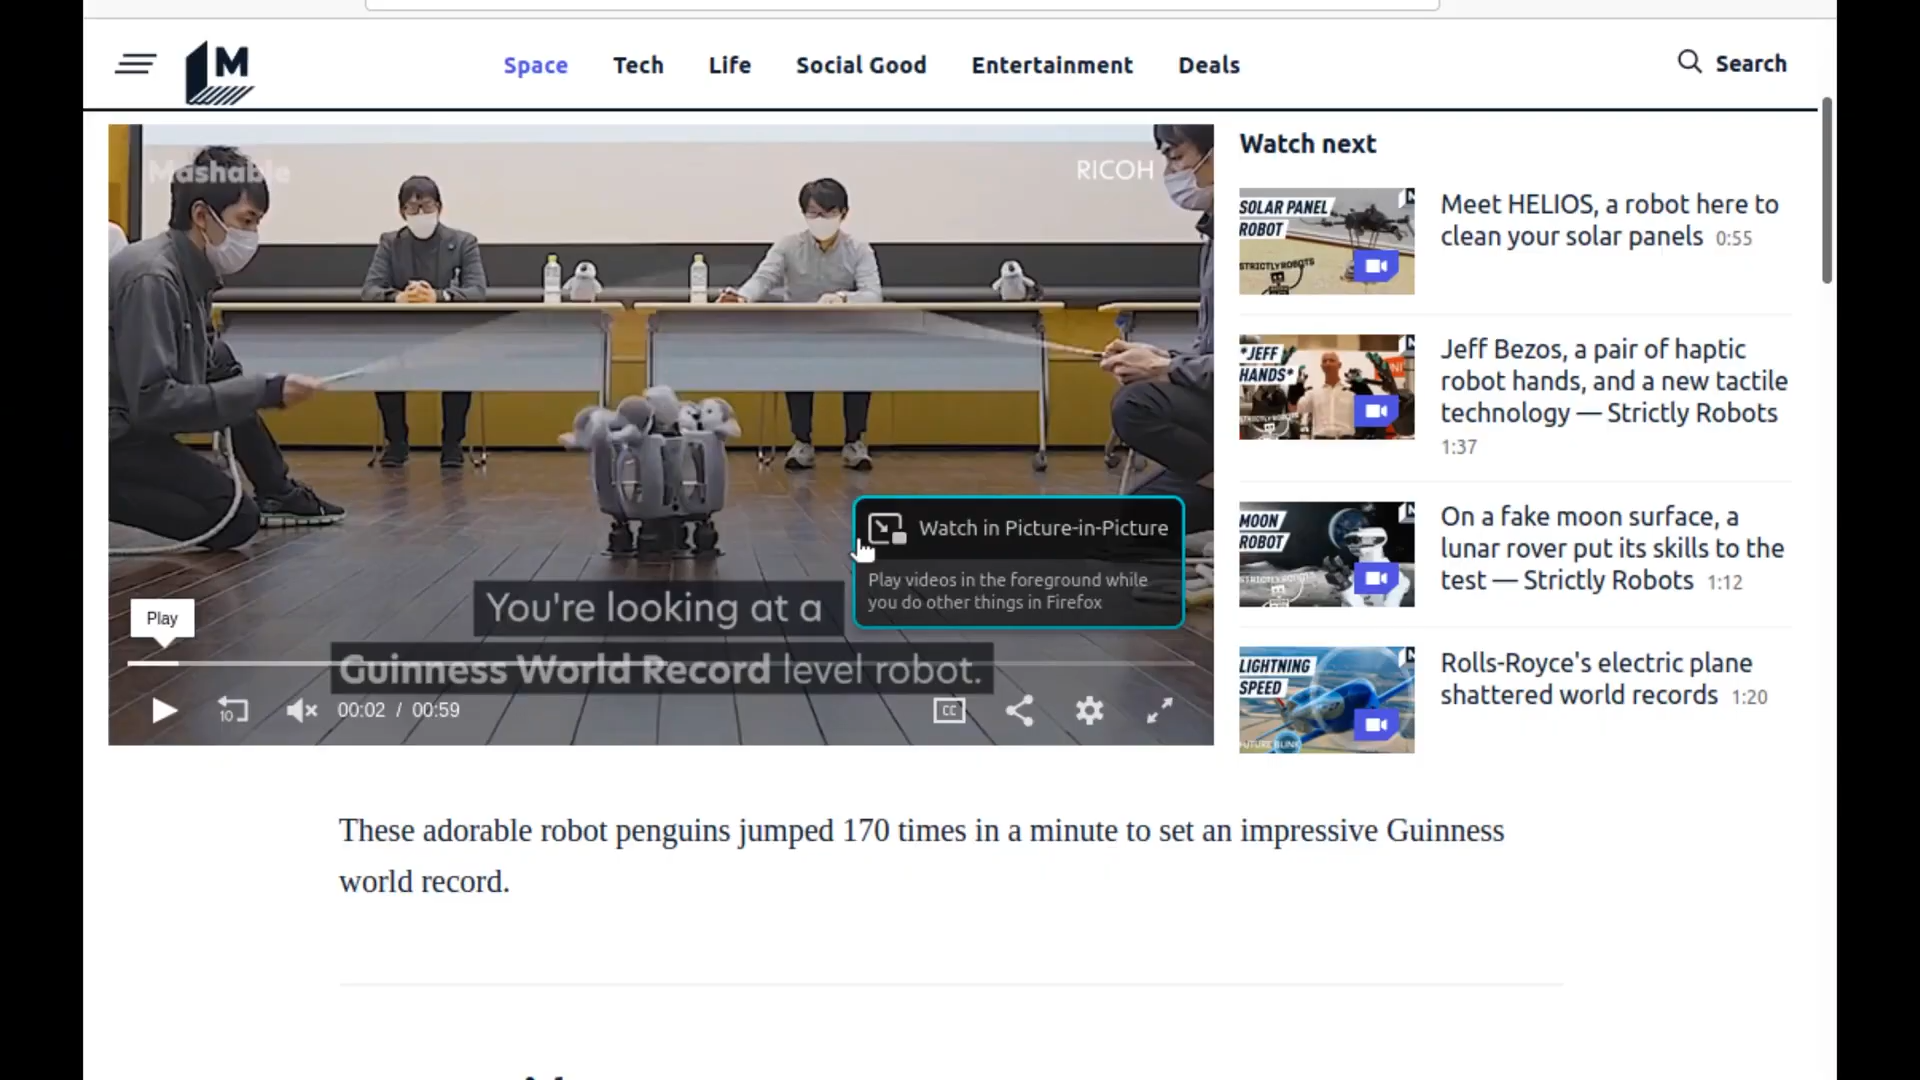 M
Space
Tech
Life
Social Good
Entertainment
Deals
Search
Mashable
RICOH
Watch in Picture-in-Picture
Play videos in the foreground while
you do other things in Firefox
You're looking at a
Guinness World Record level robot.
Play
10
00:02 / 00:59
CC
Watch next
SOLAR PANEL
ROBOT
STRICTLY ROBOTS
Meet HELIOS, a robot here to
clean your solar panels 0:55
*JEFF
HANDS*
Jeff Bezos, a pair of haptic
robot hands, and a new tactile
technology — Strictly Robots
1:37
MOON
ROBOT
On a fake moon surface, a
lunar rover put its skills to the
test — Strictly Robots 1:12
LIGHTNING
SPEED
FUTURE BLINK
Rolls-Royce's electric plane
shattered world records 1:20
These adorable robot penguins jumped 170 times in a minute to set an impressive Guinness
world record.